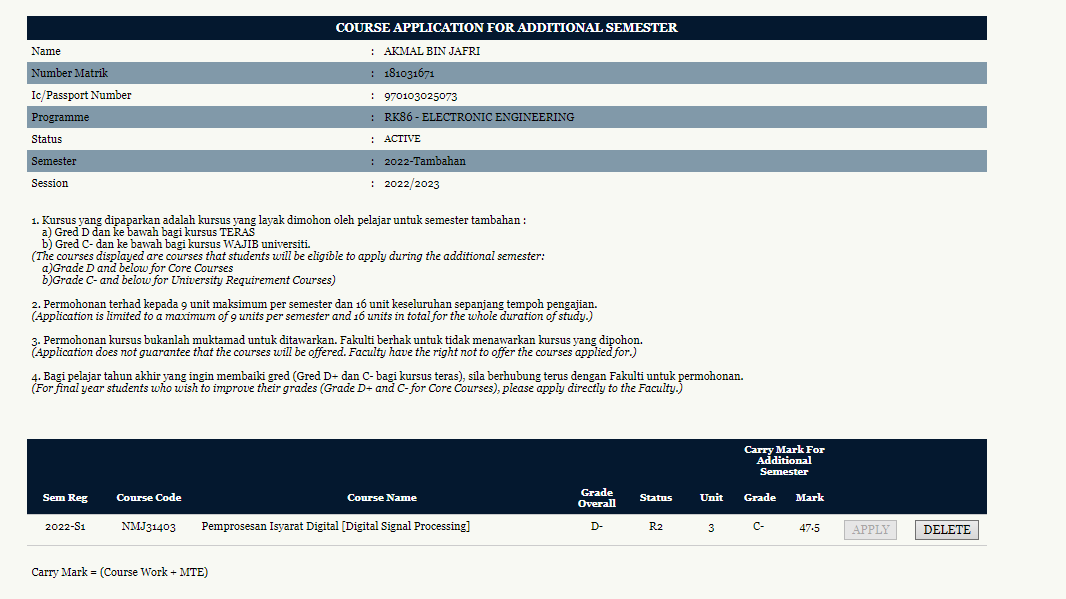 COURSE APPLICATION FOR ADDITIONAL SEMESTER
Name : AKMAL BIN JAFRI
Number Matrik : 181031671
Ic/Passport Number : 970103025073
Programme : RK86 - ELECTRONIC ENGINEERING
Status : ACTIVE
Semester : 2022-Tambahan
Session : 2022/2023
1. Kursus yang dipaparkan adalah kursus yang layak dimohon oleh pelajar untuk semester tambahan :
a) Gred D dan ke bawah bagi kursus TERAS
b) Gred C- dan ke bawah bagi kursus WAJIB universiti.
(The courses displayed are courses that students will be eligible to apply during the additional semester:
a)Grade D and below for Core Courses
b)Grade C- and below for University Requirement Courses)
2. Permohonan terhad kepada 9 unit maksimum per semester dan 16 unit keseluruhan sepanjang tempoh pengajian.
(Application is limited to a maximum of 9 units per semester and 16 units in total for the whole duration of study.)
3. Permohonan kursus bukanlah muktamad untuk ditawarkan. Fakulti berhak untuk tidak menawarkan kursus yang dipohon.
(Application does not guarantee that the courses will be offered. Faculty have the right not to offer the courses applied for.)
4. Bagi pelajar tahun akhir yang ingin membaiki gred (Gred D+ dan C- bagi kursus teras), sila berhubung terus dengan Fakulti untuk permohonan.
(For final year students who wish to improve their grades (Grade D+ and C- for Core Courses), please apply directly to the Faculty.)
Carry Mark For
Additional
Semester
Sem Reg Course Code Course Name Grade Overall Status Unit Grade Mark
2022-S1 NMJ31403 Pemprosesan Isyarat Digital [Digital Signal Processing] D- R2 3 C- 47.5 APPLY DELETE
Carry Mark = (Course Work + MTE)